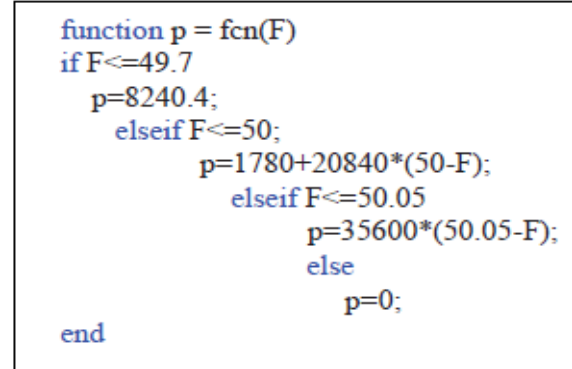 function p = fcn(F)
if F<=49.7
p=8240.4;
elseif F<=50;
p=1780+20840*(50-F);
elseif F<=50.05
p=35600*(50.05-F);
else
p=0;
end